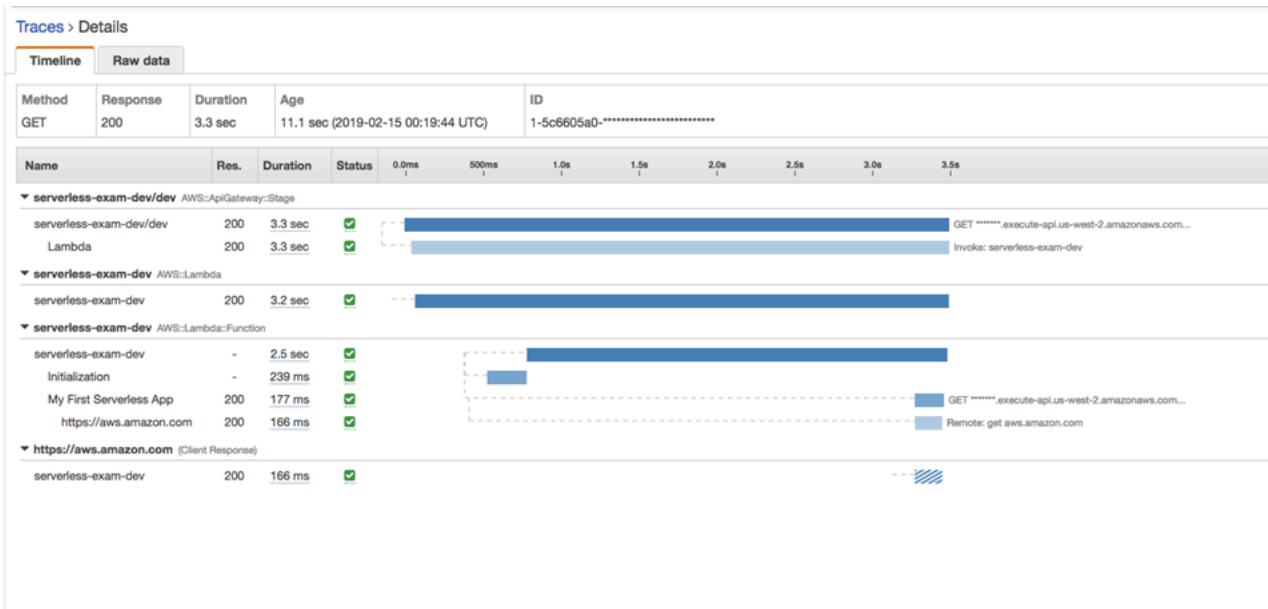 Traces > Details
Timeline Raw data
Method Response Duration Age ID
GET 200 3.3 sec 11.1 sec (2019-02-15 00:19:44 UTC) 1-5c6605a0-************************
Name Res. Duration Status 0.0ms 500ms 1.0s 1.5s 2.0s 2.5s 3.0s 3.5s
serverless-exam-dev/dev AWS::ApiGateway::Stage
serverless-exam-dev/dev 200 3.3 sec GET *******.execute-api.us-west-2.amazonaws.com...
Lambda 200 3.3 sec Invoke: serverless-exam-dev
serverless-exam-dev AWS::Lambda
serverless-exam-dev 200 3.2 sec
serverless-exam-dev AWS::Lambda::Function
serverless-exam-dev - 2.5 sec
Initialization - 239 ms
My First Serverless App 200 177 ms GET *******.execute-api.us-west-2.amazonaws.com...
https://aws.amazon.com 200 166 ms Remote: get aws.amazon.com
https://aws.amazon.com (Client Response)
serverless-exam-dev 200 166 ms